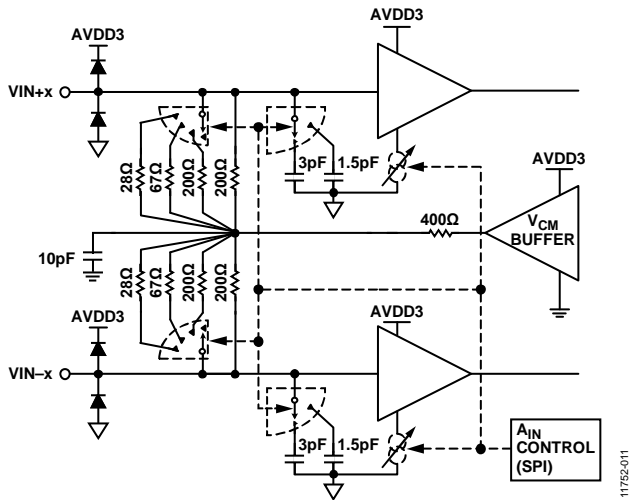 AVDD3
AVDD3
VIN+x
28Ω
67Ω
200Ω
200Ω
3pF
1.5pF
AVDD3
400Ω
VCM
BUFFER
10pF
28Ω
67Ω
200Ω
200Ω
AVDD3
AVDD3
VIN–x
3pF
1.5pF
AIN
CONTROL
(SPI)
11752-011